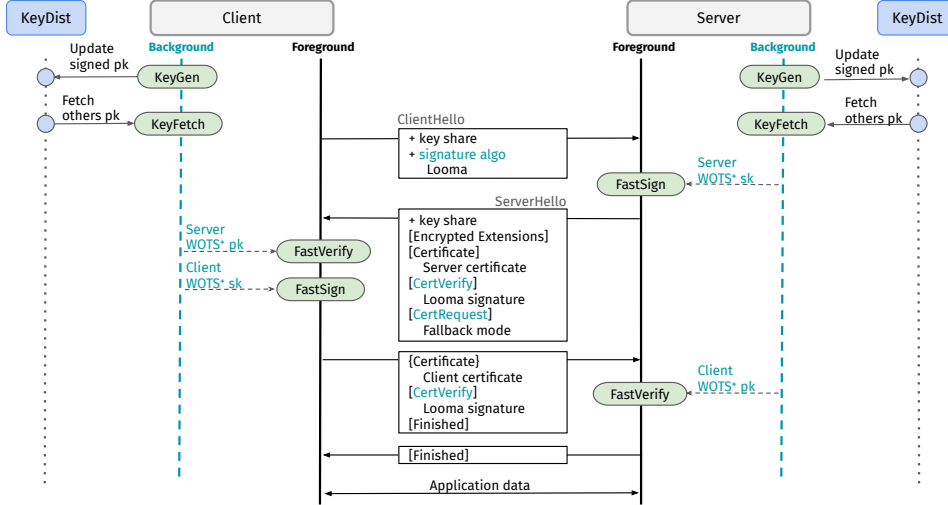 KeyDist
Client
Server
KeyDist
Background
Foreground
Foreground
Background
Update
signed pk
KeyGen
KeyGen
Update
signed pk
Fetch
others pk
KeyFetch
KeyFetch
Fetch
others pk
ClientHello
+ key share
+ signature algo
Looma
Server
WOTS⁺ sk
FastSign
ServerHello
+ key share
[Encrypted Extensions]
[Certificate]
Server certificate
[CertVerify]
Looma signature
[CertRequest]
Fallback mode
Server
WOTS⁺ pk
FastVerify
Client
WOTS⁺ sk
FastSign
{Certificate}
Client certificate
[CertVerify]
Looma signature
[Finished]
Client
WOTS⁺ pk
FastVerify
[Finished]
Application data